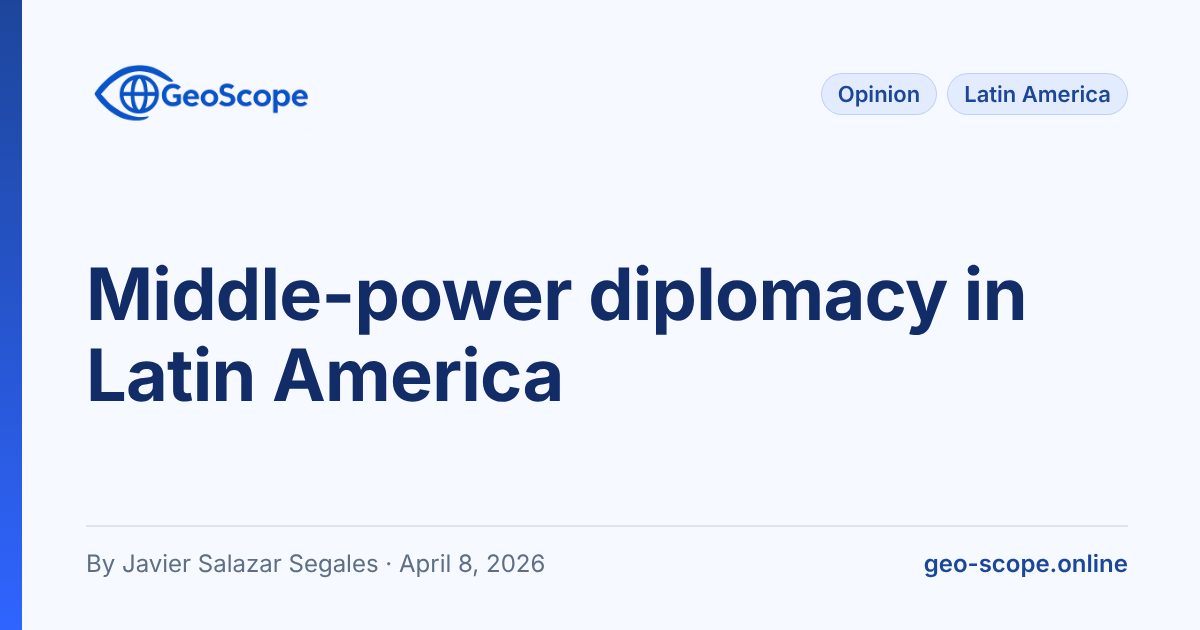 GeoScope
Opinion
Latin America
Middle-power diplomacy in
Latin America
By Javier Salazar Segales · April 8, 2026
geo-scope.online